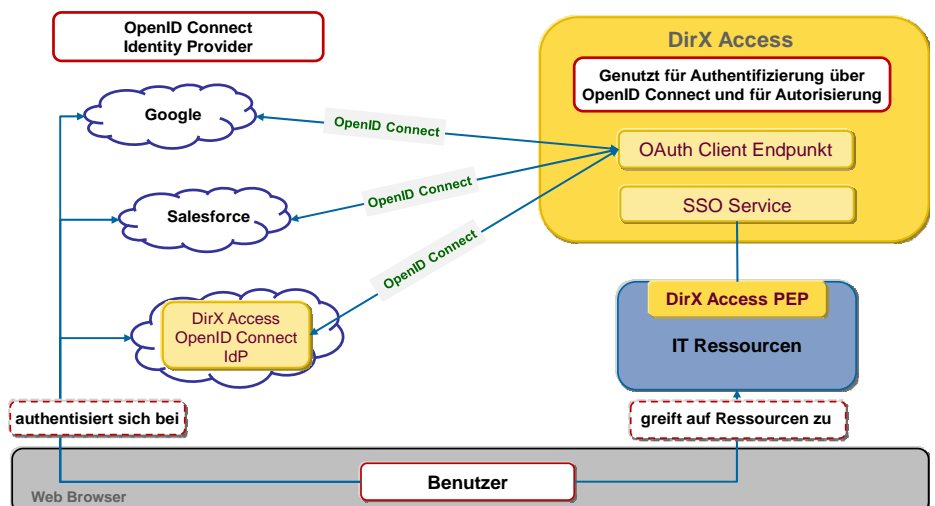 OpenID Connect
Identity Provider
DirX Access
Genutzt für Authentifizierung über
OpenID Connect und für Autorisierung
Google
OpenID Connect
OAuth Client Endpunkt
Salesforce
OpenID Connect
SSO Service
OpenID Connect
DirX Access
OpenID Connect
IdP
DirX Access PEP
IT Ressourcen
authentisiert sich bei
greift auf Ressourcen zu
Benutzer
Web Browser